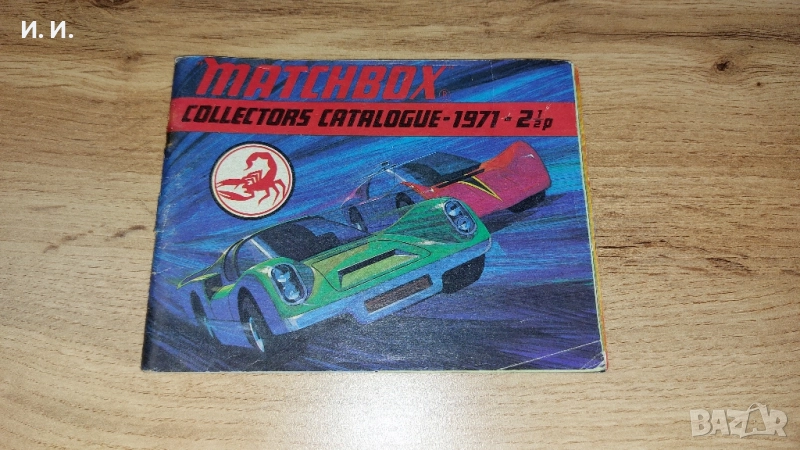 И. И.
MATCHBOX®
COLLECTORS CATALOGUE-1971-2½p
BAZAR